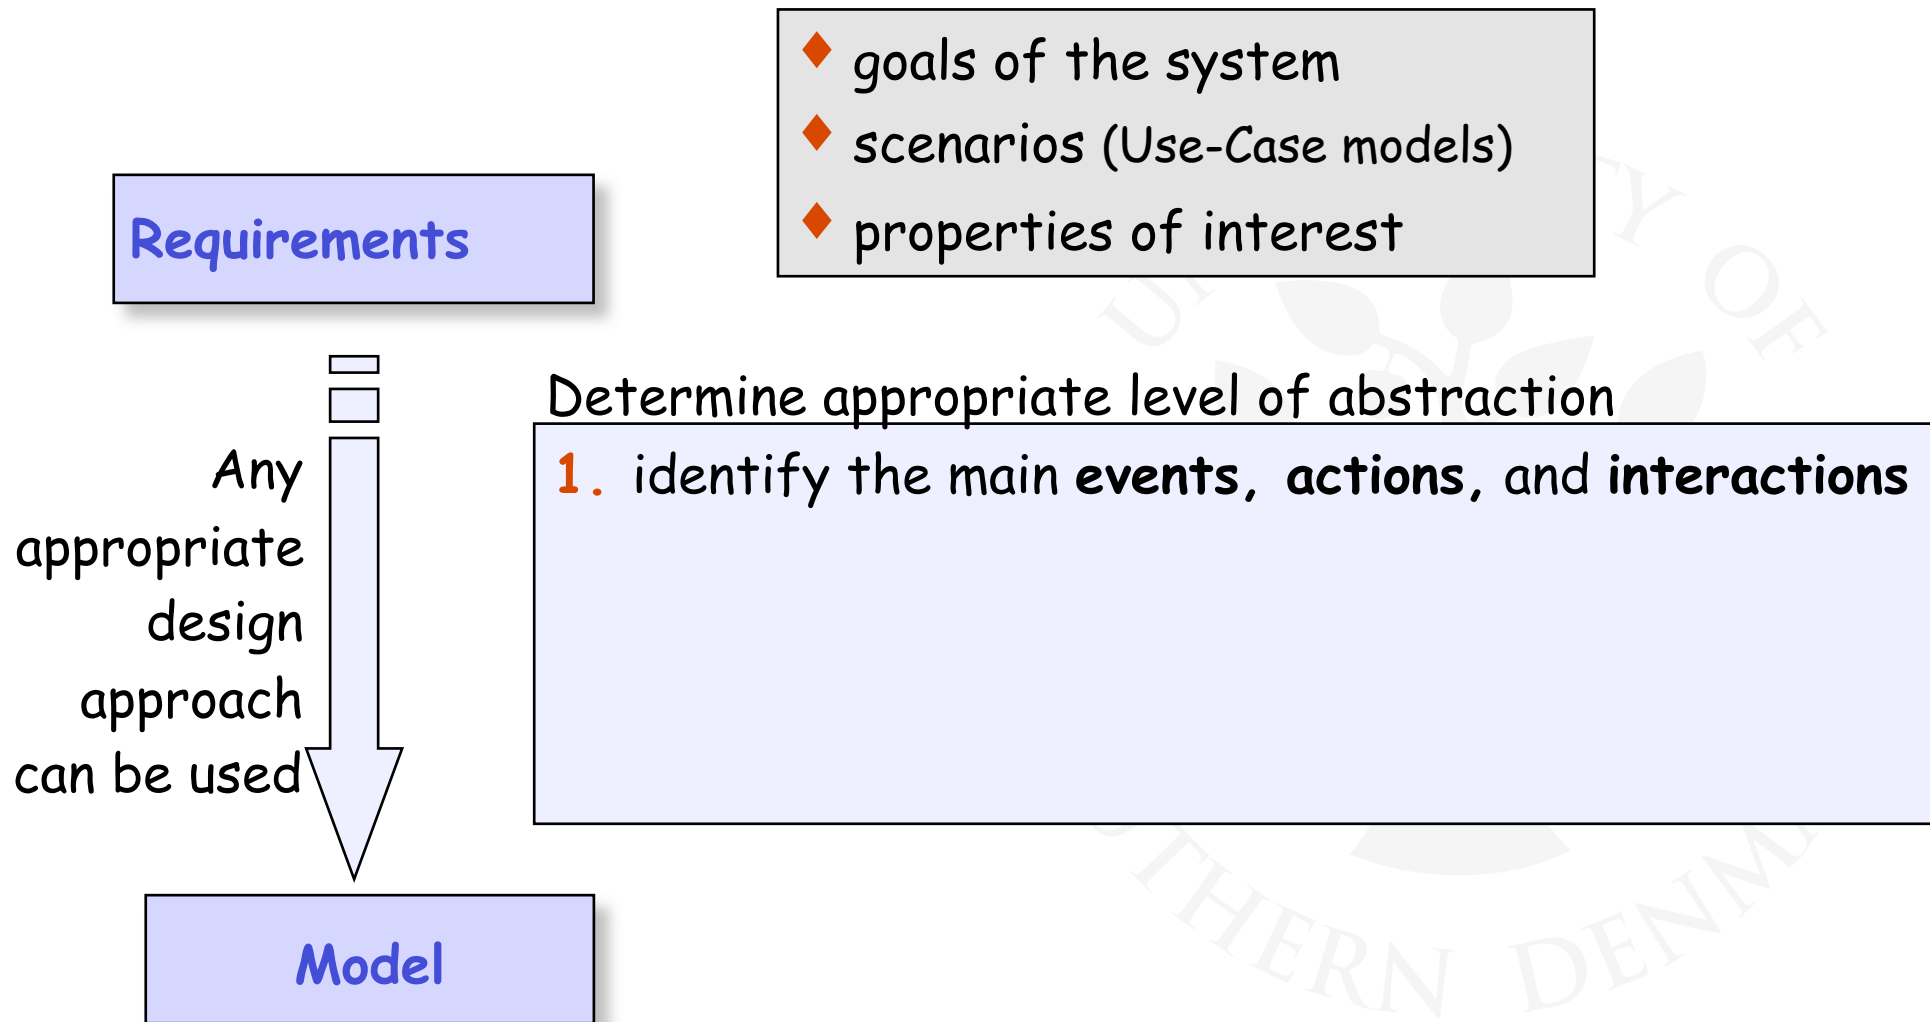 ♦ goals of the system
♦ scenarios (Use-Case models)
♦ properties of interest
Requirements
Determine appropriate level of abstraction
1. identify the main events, actions, and interactions
Any
appropriate
design
approach
can be used
Model